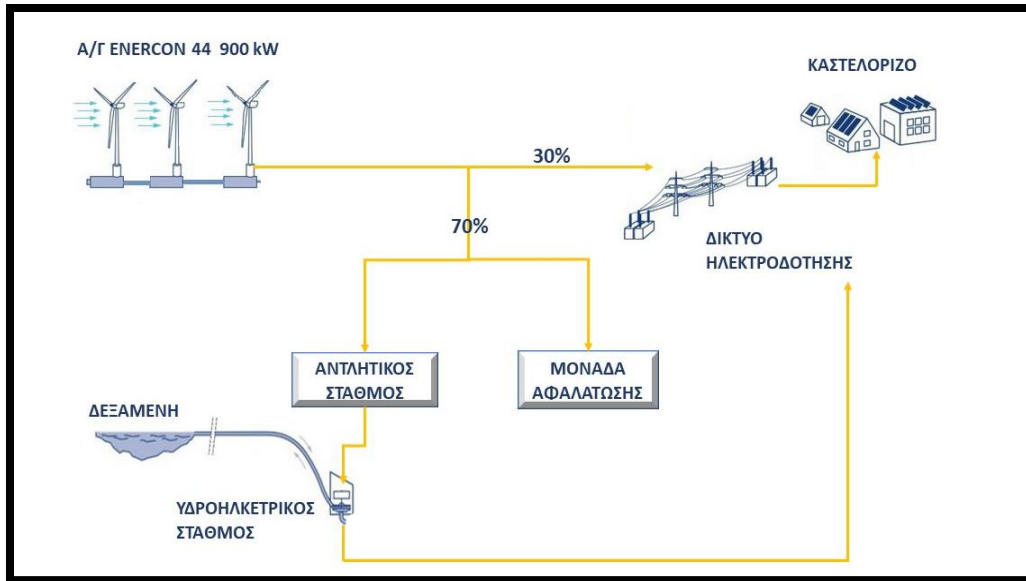 Α/Γ ENERCON 44 900 kW
ΚΑΣΤΕΛΟΡΙΖΟ
30%
70%
ΔΙΚΤΥΟ
ΗΛΕΚΤΡΟΔΟΤΗΣΗΣ
ΑΝΤΛΗΤΙΚΟΣ
ΣΤΑΘΜΟΣ
ΜΟΝΑΔΑ
ΑΦΑΛΑΤΩΣΗΣ
ΔΕΞΑΜΕΝΗ
ΥΔΡΟΗΛΚΕΤΡΙΚΟΣ
ΣΤΑΘΜΟΣ